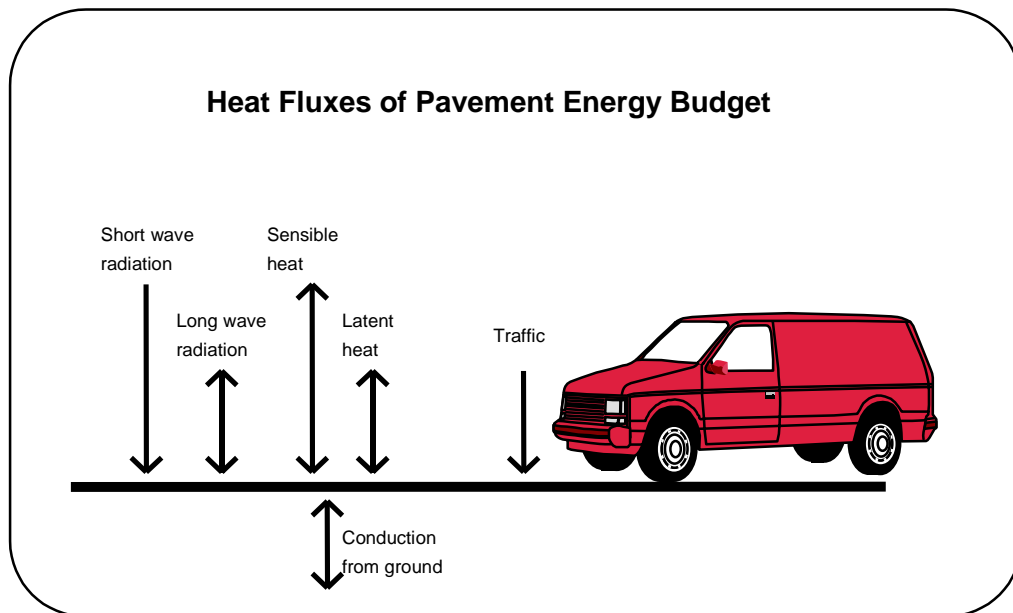 Heat Fluxes of Pavement Energy Budget
Short wave
radiation
Sensible
heat
Long wave
radiation
Latent
heat
Traffic
Conduction
from ground